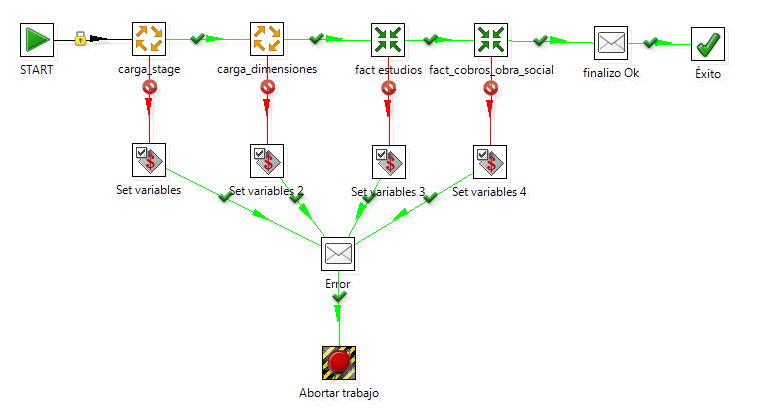 START
carga_stage
carga_dimensiones
fact estudios
fact_cobros_obra_social
finalizo Ok
Éxito
Set variables
Set variables 2
Set variables 3
Set variables 4
Error
Abortar trabajo